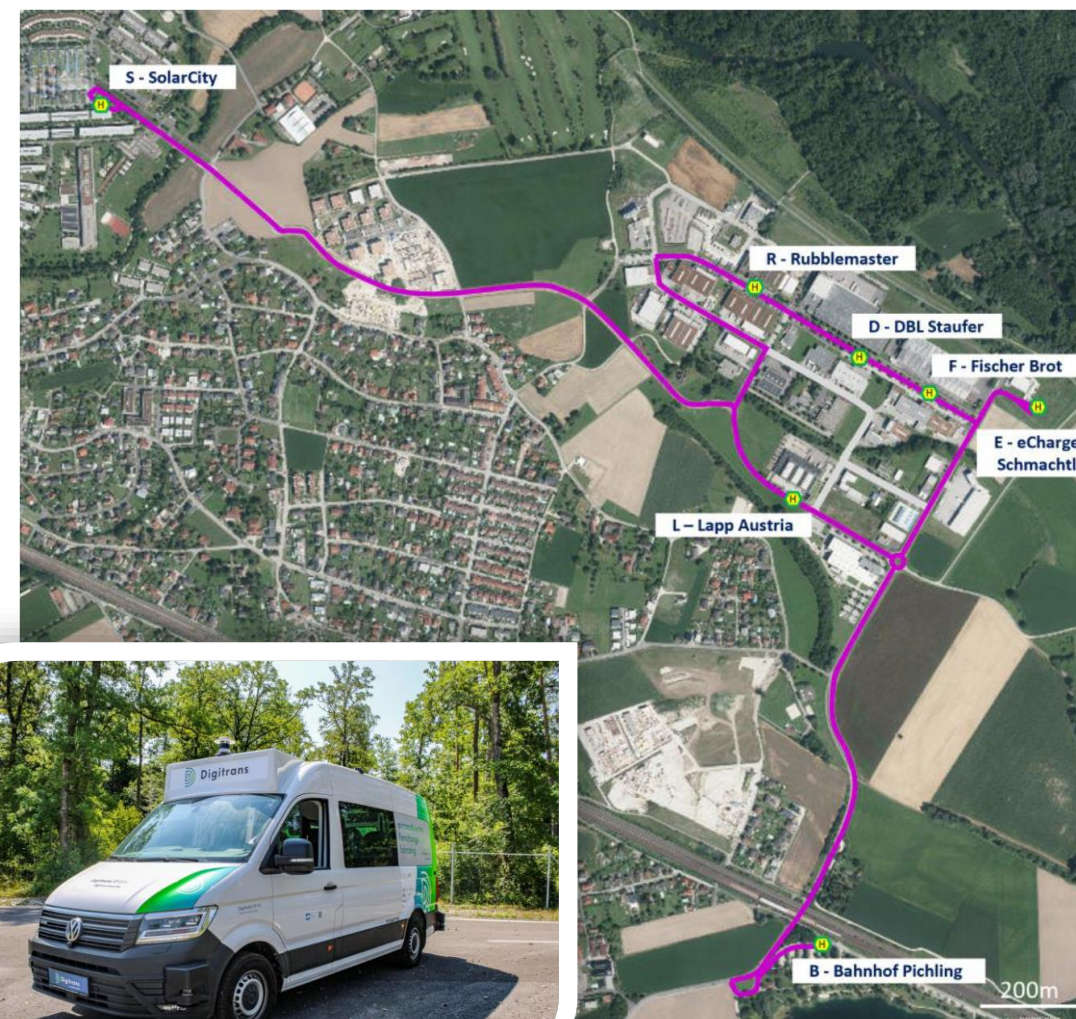 S - SolarCity
H
R - Rubblemaster
H
D - DBL Staufer
H
F - Fischer Brot
H
H
E - eCharge
Schmachtl
H
L – Lapp Austria
H
B - Bahnhof Pichling
200m
Digitrans
Digitrans